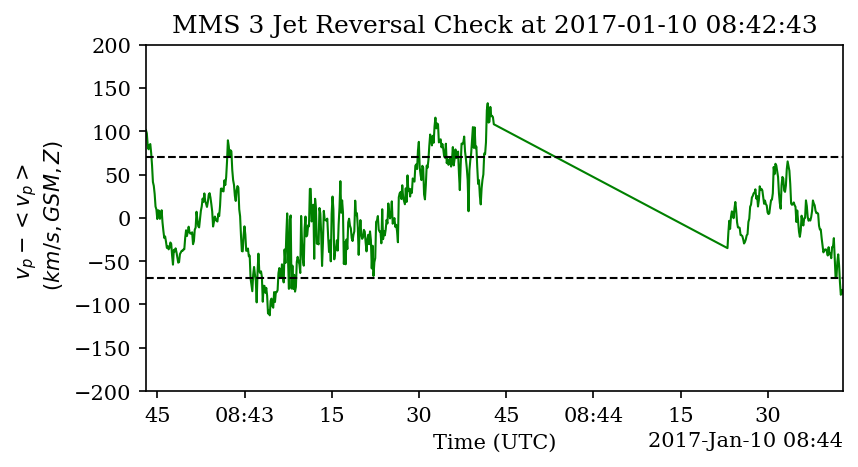 MMS 3 Jet Reversal Check at 2017-01-10 08:42:43
200
150
100
50
0
−50
−100
−150
−200
v_p − < v_p >
(km/s, GSM, Z)
45 08:43 15 30 45 08:44 15 30
Time (UTC)
2017-Jan-10 08:44